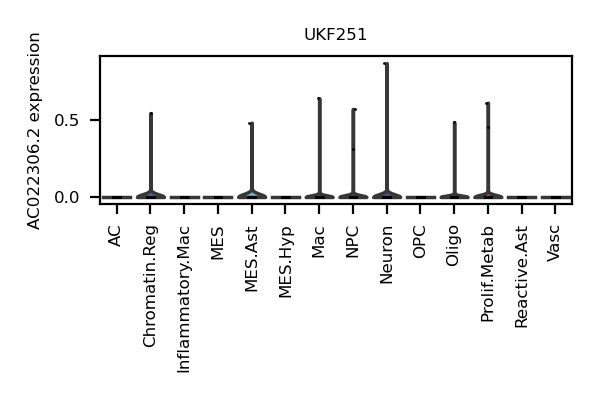 UKF251
AC022306.2 expression
0.5
0.0
AC
Chromatin.Reg
Inflammatory.Mac
MES
MES.Ast
MES.Hyp
Mac
NPC
Neuron
OPC
Oligo
Prolif.Metab
Reactive.Ast
Vasc